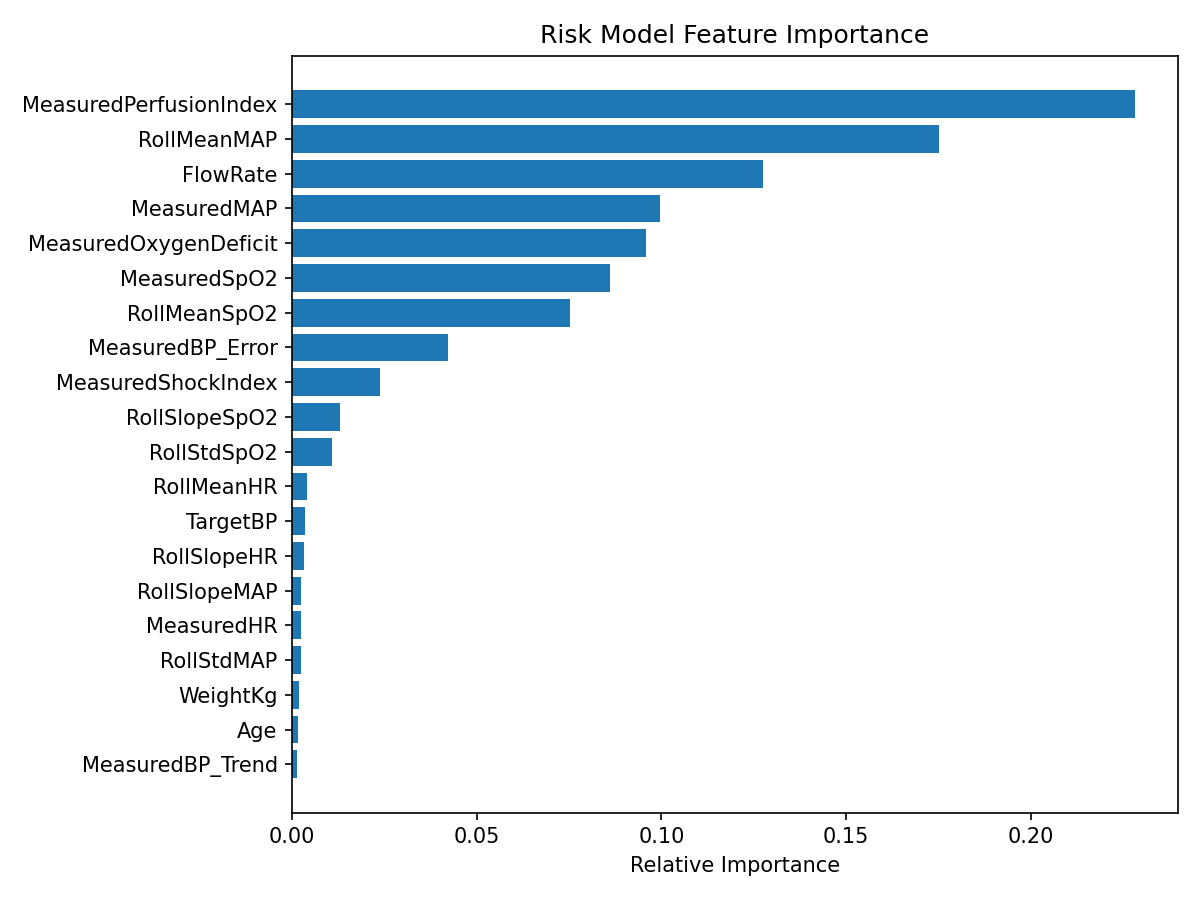 Risk Model Feature Importance
MeasuredPerfusionIndex
RollMeanMAP
FlowRate
MeasuredMAP
MeasuredOxygenDeficit
MeasuredSpO2
RollMeanSpO2
MeasuredBP_Error
MeasuredShockIndex
RollSlopeSpO2
RollStdSpO2
RollMeanHR
TargetBP
RollSlopeHR
RollSlopeMAP
MeasuredHR
RollStdMAP
WeightKg
Age
MeasuredBP_Trend
0.00 0.05 0.10 0.15 0.20
Relative Importance